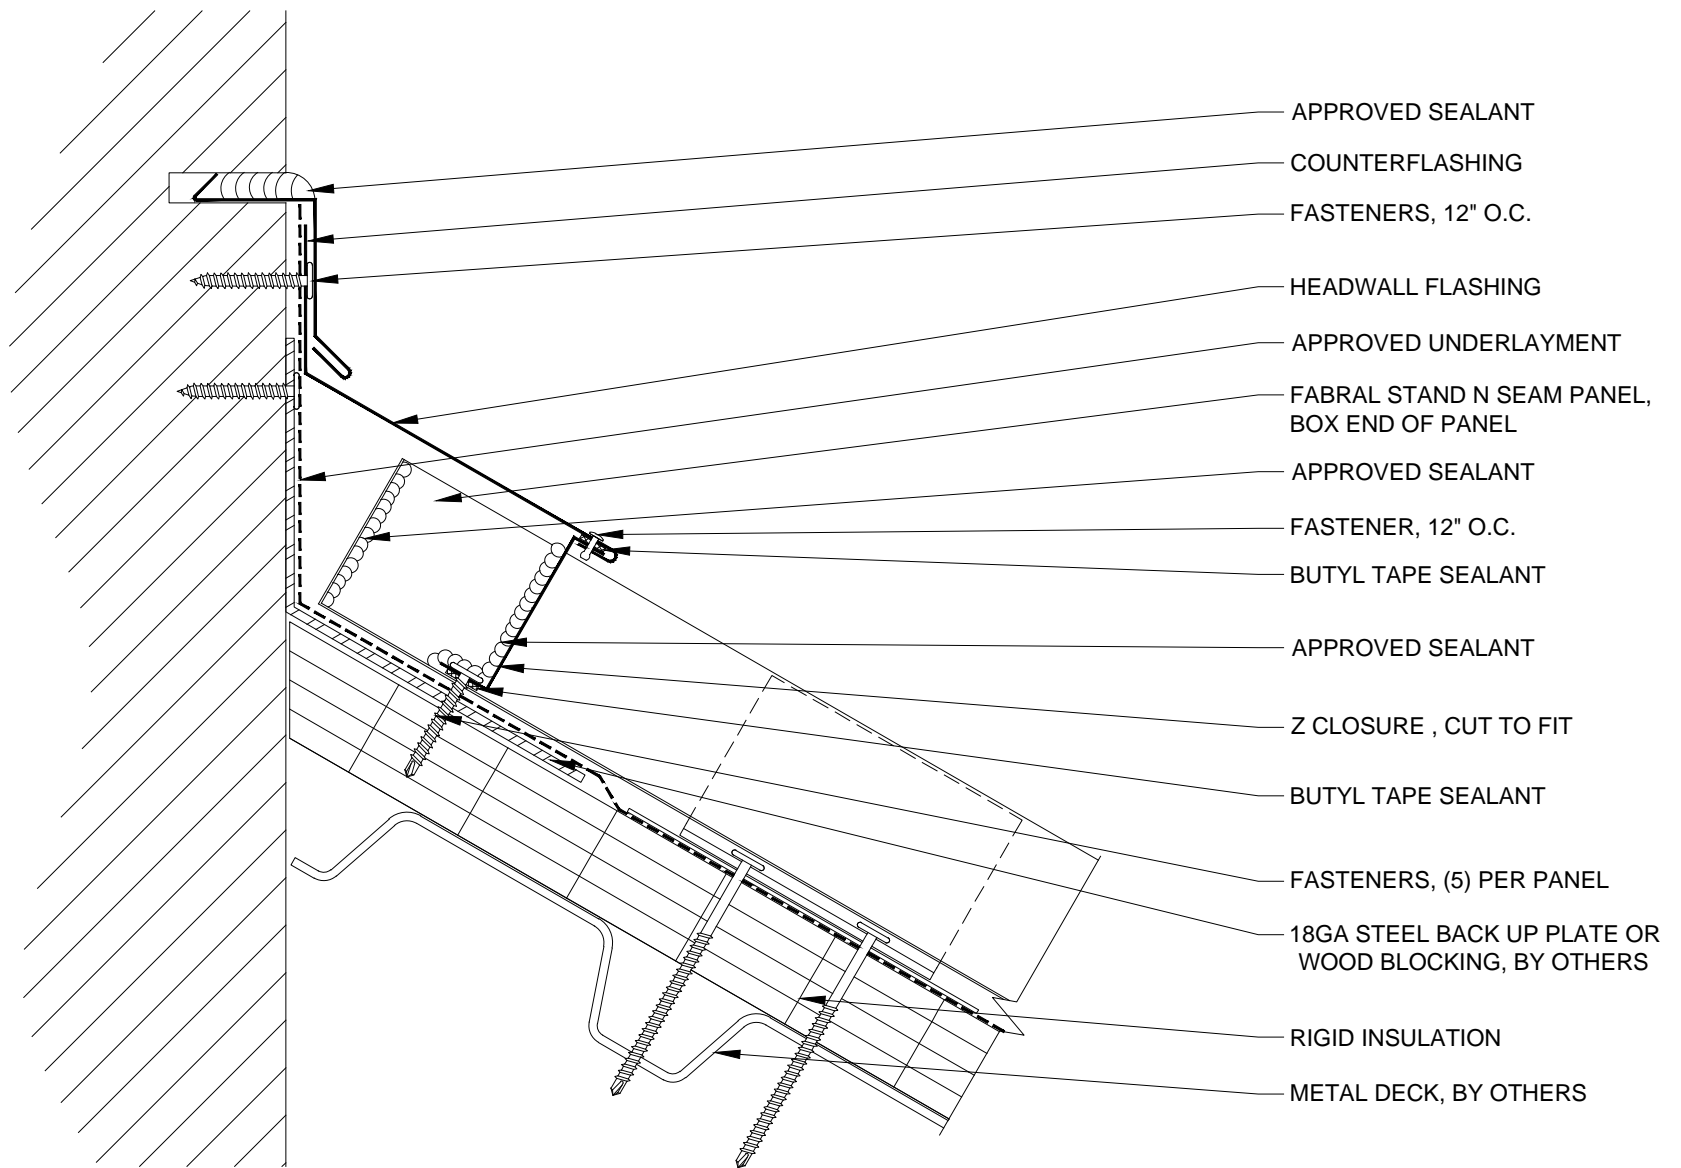 APPROVED SEALANT
COUNTERFLASHING
FASTENERS, 12" O.C.
HEADWALL FLASHING
APPROVED UNDERLAYMENT
FABRAL STAND N SEAM PANEL,
BOX END OF PANEL
APPROVED SEALANT
FASTENER, 12" O.C.
BUTYL TAPE SEALANT
APPROVED SEALANT
Z CLOSURE , CUT TO FIT
BUTYL TAPE SEALANT
FASTENERS, (5) PER PANEL
18GA STEEL BACK UP PLATE OR
WOOD BLOCKING, BY OTHERS
RIGID INSULATION
METAL DECK, BY OTHERS